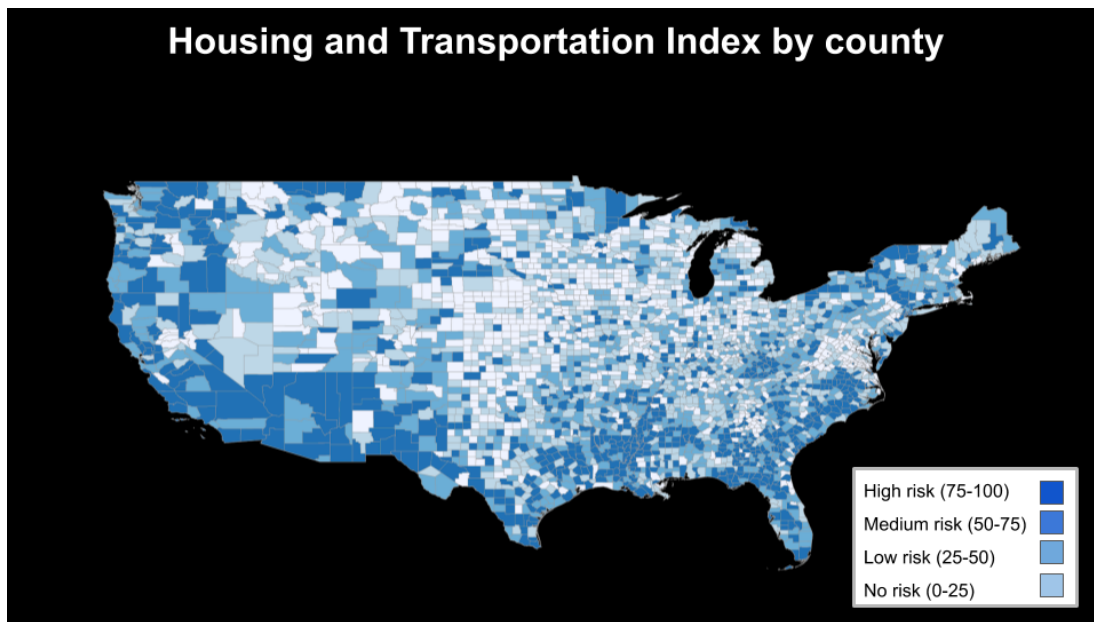 Housing and Transportation Index by county
High risk (75-100)
Medium risk (50-75)
Low risk (25-50)
No risk (0-25)